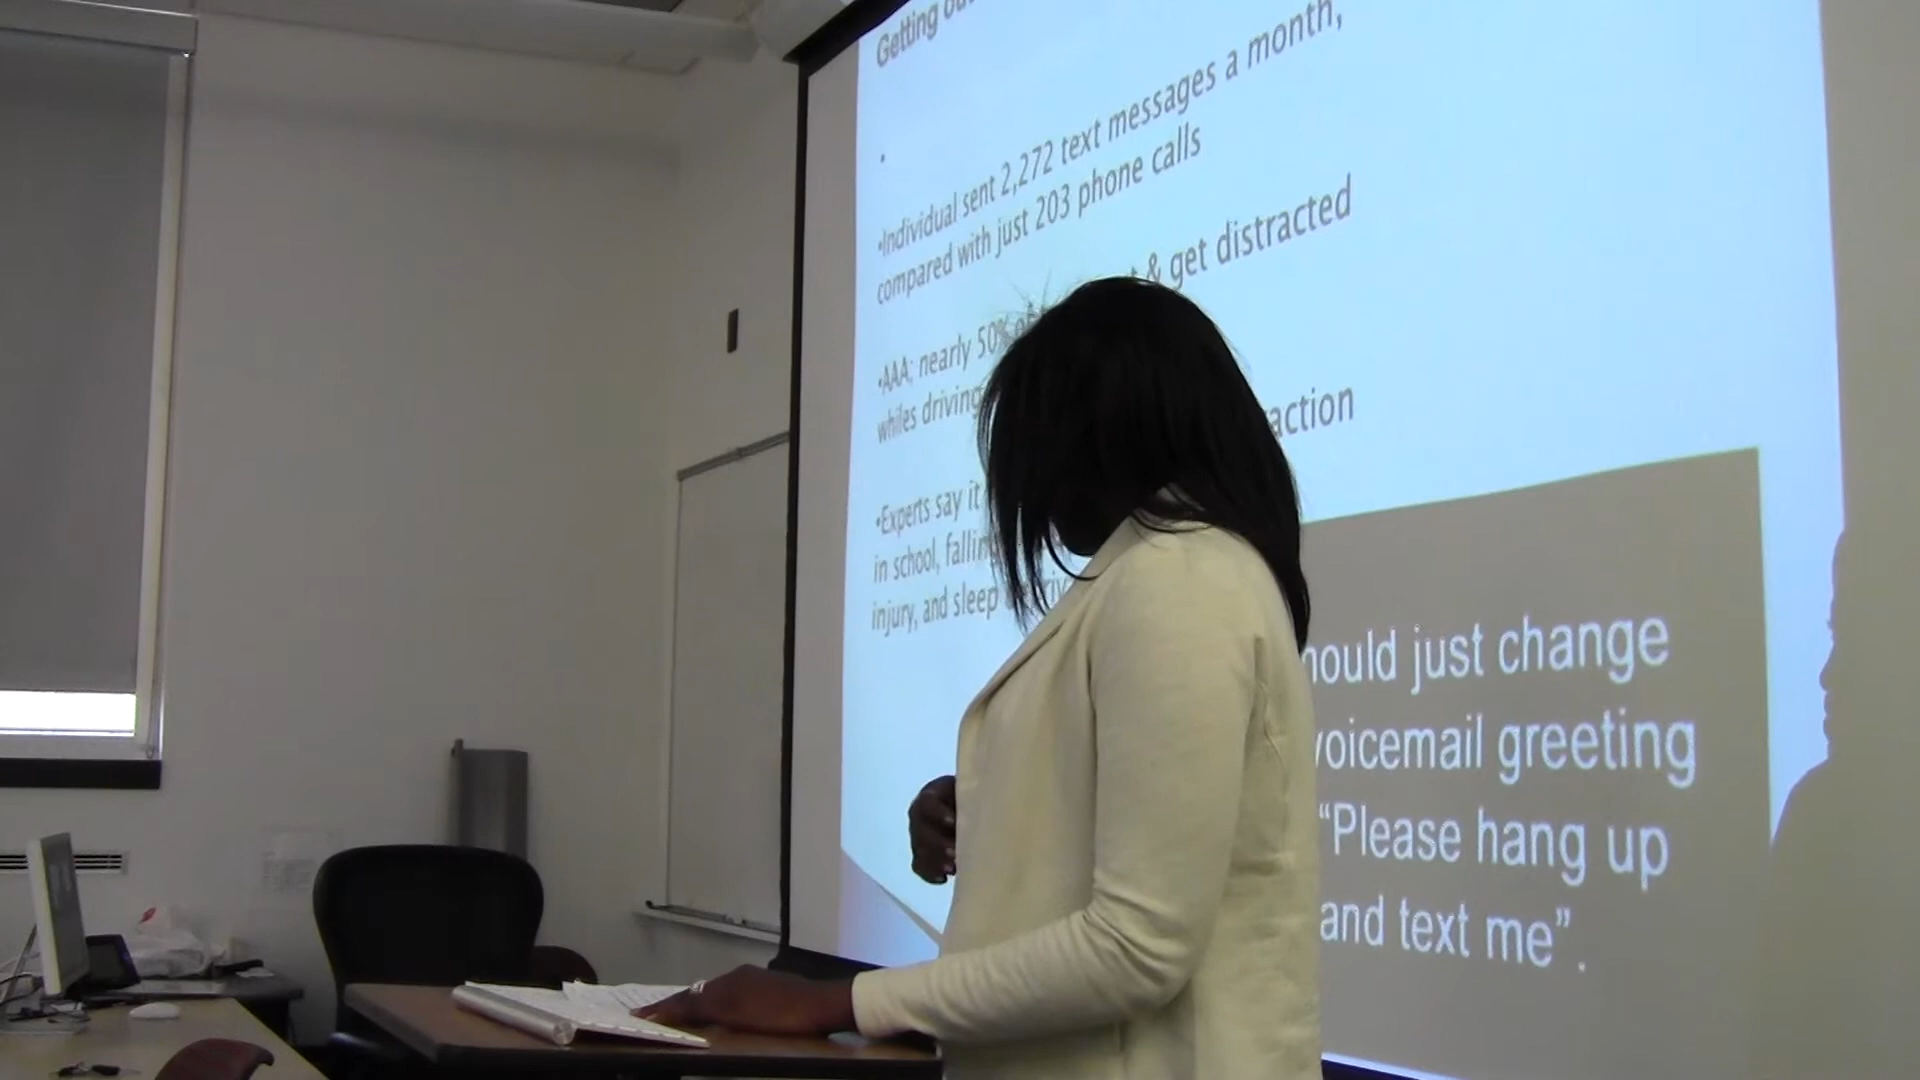 Getting
•
•Individual sent 2,272 text messages a month,
compared with just 203 phone calls
•AAA: nearly 50% of & get distracted
whiles driving
•Experts say it action
in school, falling
injury, and sleep
just change
voicemail greeting
“Please hang up
and text me”.